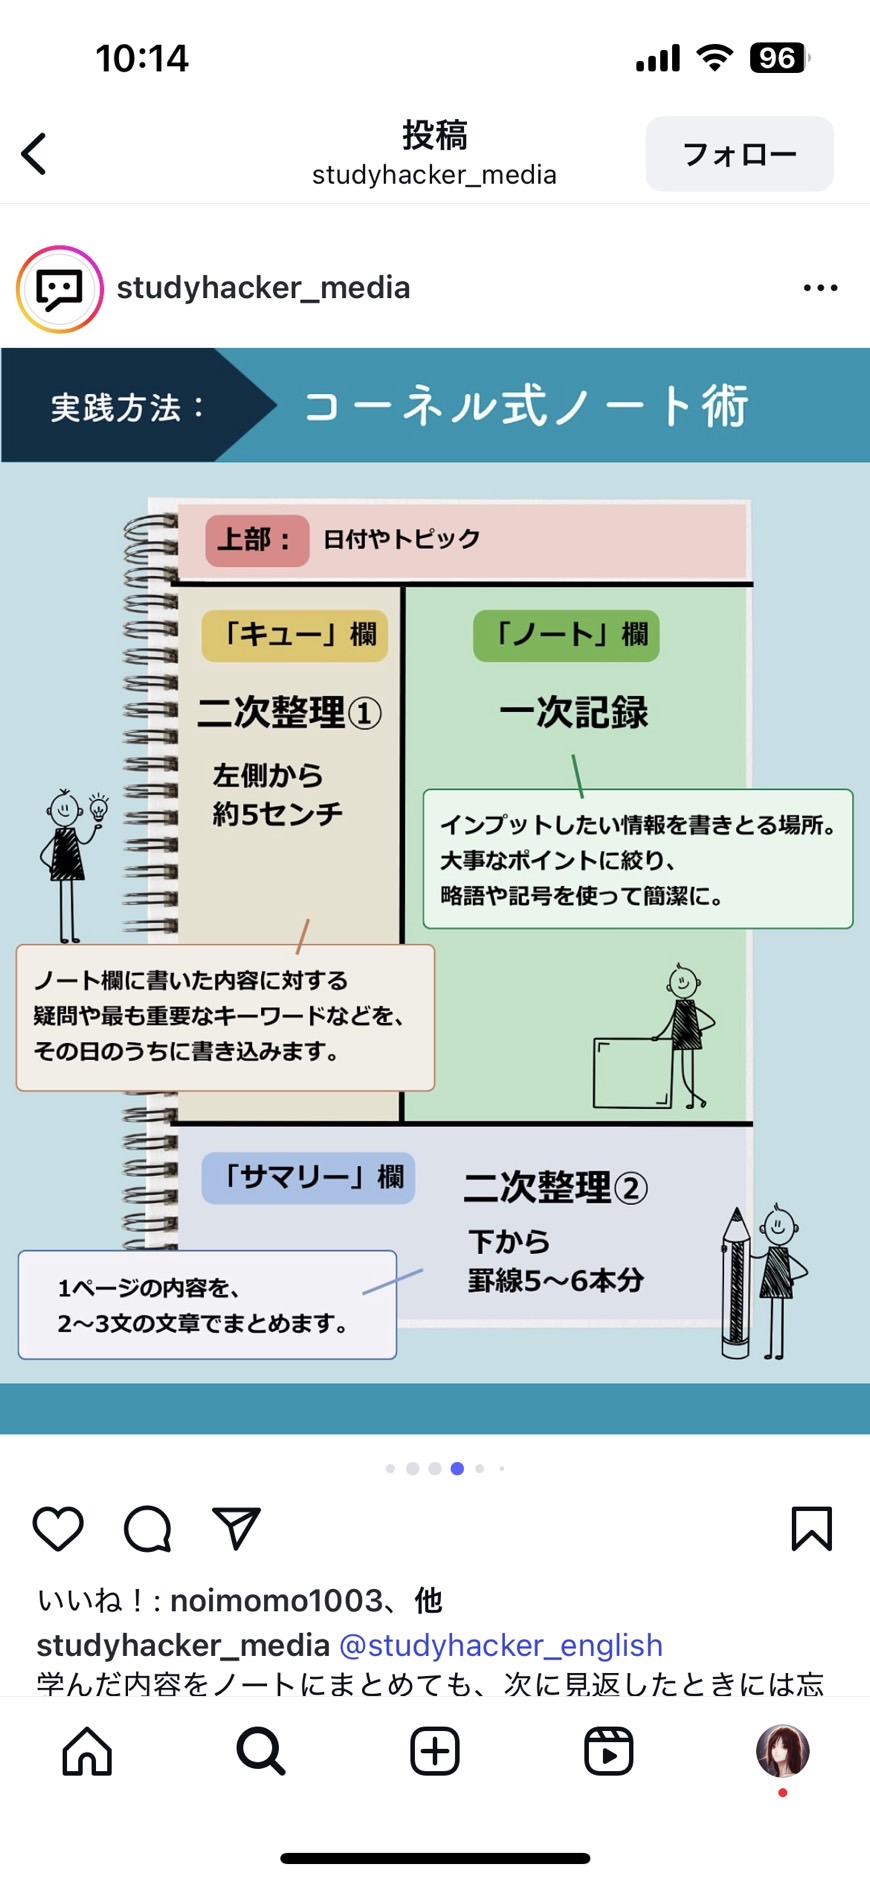 10:14
96
投稿
studyhacker_media
フォロー
studyhacker_media
実践方法：
コーネル式ノート術
上部：
日付やトピック
「キュー」欄
二次整理①
左側から
約5センチ
「ノート」欄
一次記録
インプットしたい情報を書きとる場所。
大事なポイントに絞り、
略語や記号を使って簡潔に。
ノート欄に書いた内容に対する
疑問や最も重要なキーワードなどを、
その日のうちに書き込みます。
「サマリー」欄
二次整理②
下から
罫線5〜6本分
1ページの内容を、
2〜3文の文章でまとめます。
いいね！: noimomo1003、他
studyhacker_media @studyhacker_english
学んだ内容をノートにまとめても、次に見返したときには忘